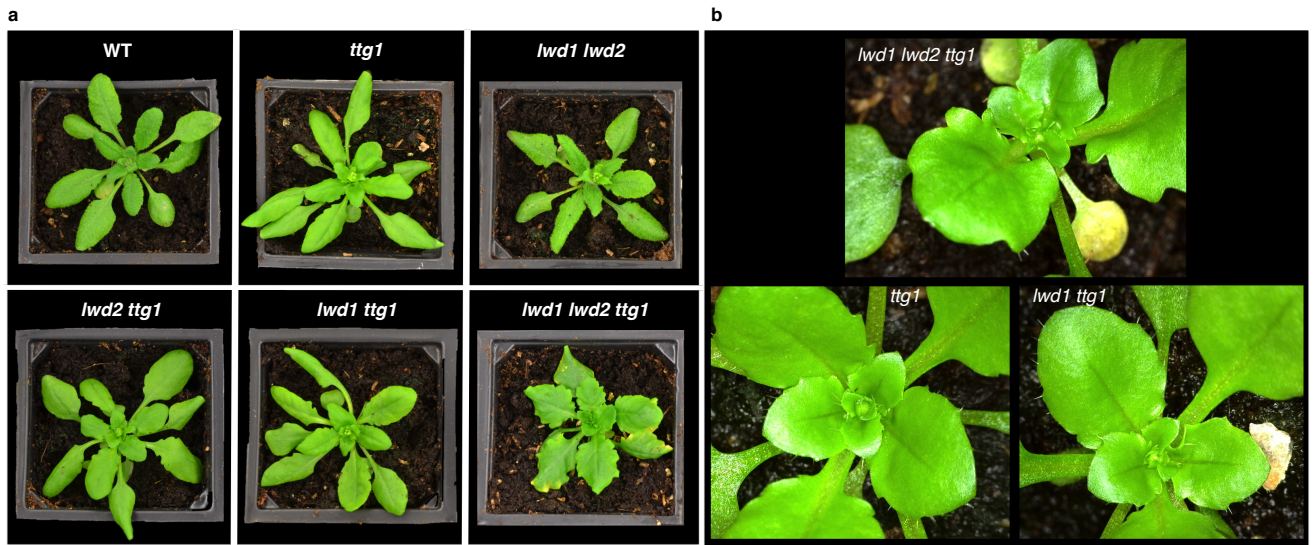 a
b
WT
ttg1
lwd1 lwd2
lwd2 ttg1
lwd1 ttg1
lwd1 lwd2 ttg1
lwd1 lwd2 ttg1
ttg1
lwd1 ttg1